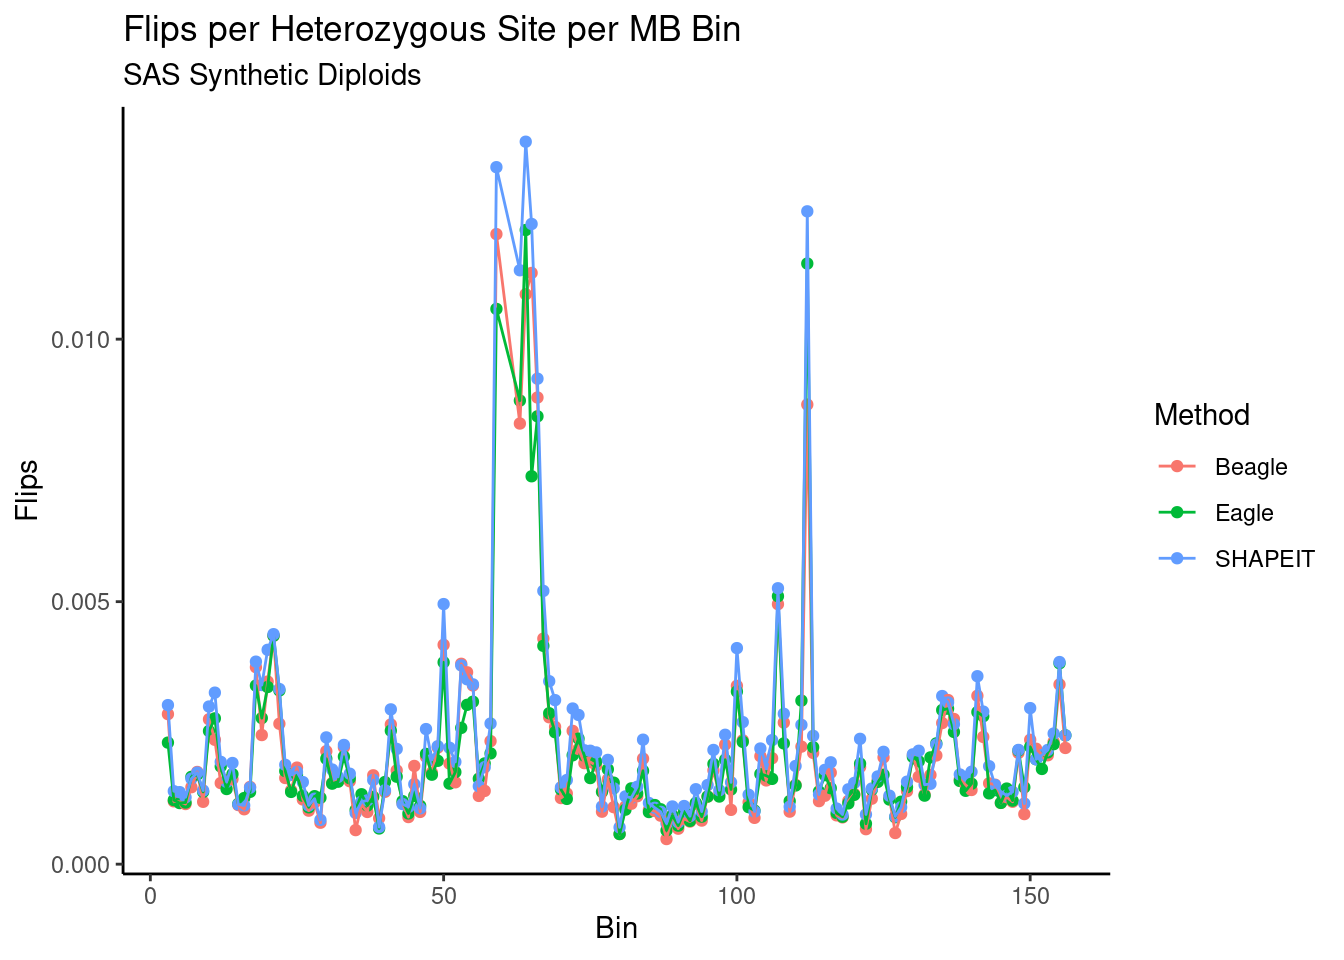 Flips per Heterozygous Site per MB Bin
SAS Synthetic Diploids
Flips
0.010
0.005
0.000
0
50
100
150
Bin
Method
Beagle
Eagle
SHAPEIT